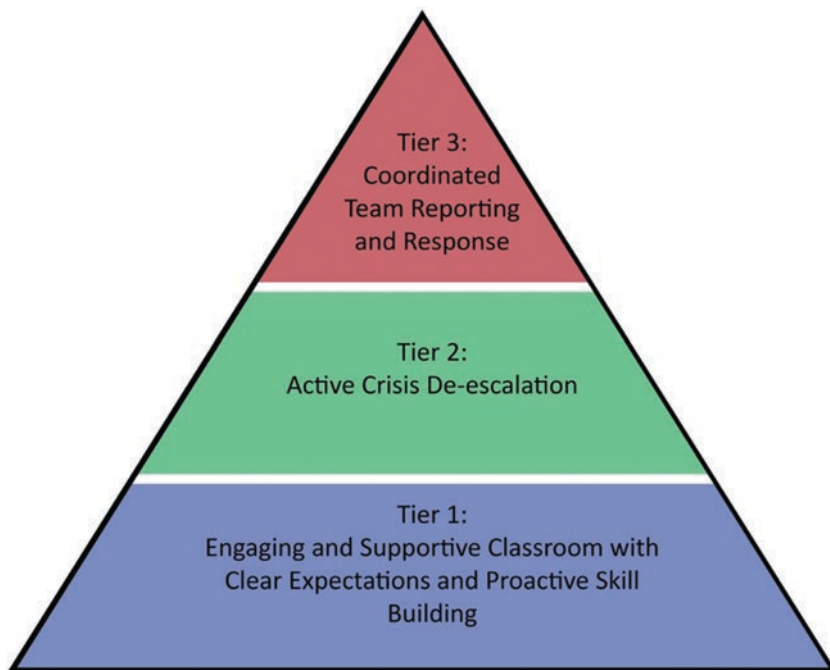 Tier 3:
Coordinated
Team Reporting
and Response
Tier 2:
Active Crisis De-escalation
Tier 1:
Engaging and Supportive Classroom with
Clear Expectations and Proactive Skill
Building